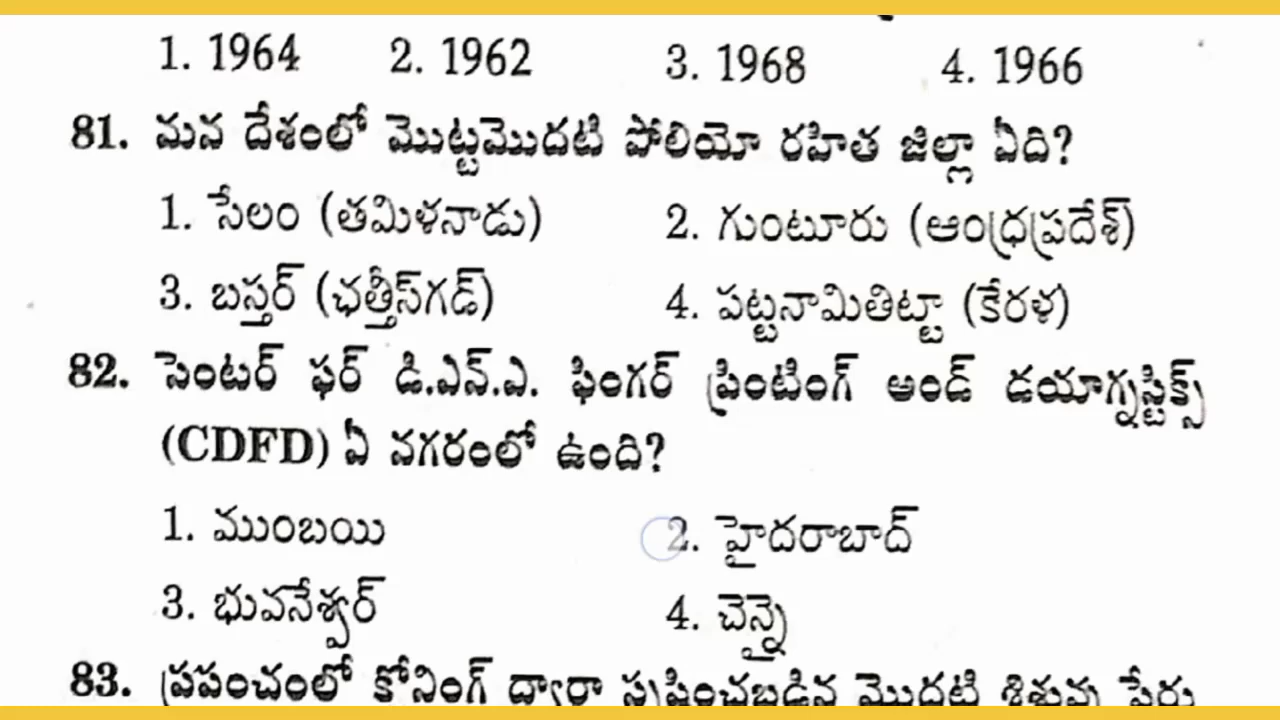 1. 1964 2. 1962 3. 1968 4. 1966
81. మన దేశంలో మొట్టమొదటి పోలియో రహిత జిల్లా ఏది?
1. సేలం (తమిళనాడు) 2. గుంటూరు (ఆంధ్రప్రదేశ్)
3. బస్తర్ (ఛత్తీస్‌గడ్) 4. పట్టనామితిట్టా (కేరళ)
82. సెంటర్ ఫర్ డి.ఎన్.ఎ. ఫింగర్ ప్రింటింగ్ అండ్ డయాగ్నస్టిక్స్
(CDFD) ఏ నగరంలో ఉంది?
1. ముంబయి 2. హైదరాబాద్
3. భువనేశ్వర్ 4. చెన్నై
83. ప్రపంచంలో క్లోనింగ్ ద్వారా సృష్టించబడిన మొదటి శిశువు పేరు